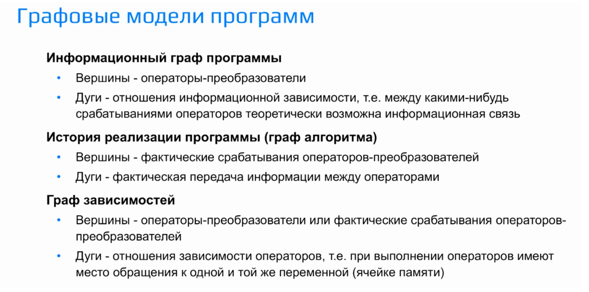 Графовые модели программ
Информационный граф программы
• Вершины - операторы-преобразователи
• Дуги - отношения информационной зависимости, т.е. между какими-нибудь
срабатываниями операторов теоретически возможна информационная связь
История реализации программы (граф алгоритма)
• Вершины - фактические срабатывания операторов-преобразователей
• Дуги - фактическая передача информации между операторами
Граф зависимостей
• Вершины - операторы-преобразователи или фактические срабатывания операторов-
преобразователей
• Дуги - отношения зависимости операторов, т.е. при выполнении операторов имеют
место обращения к одной и той же переменной (ячейке памяти)